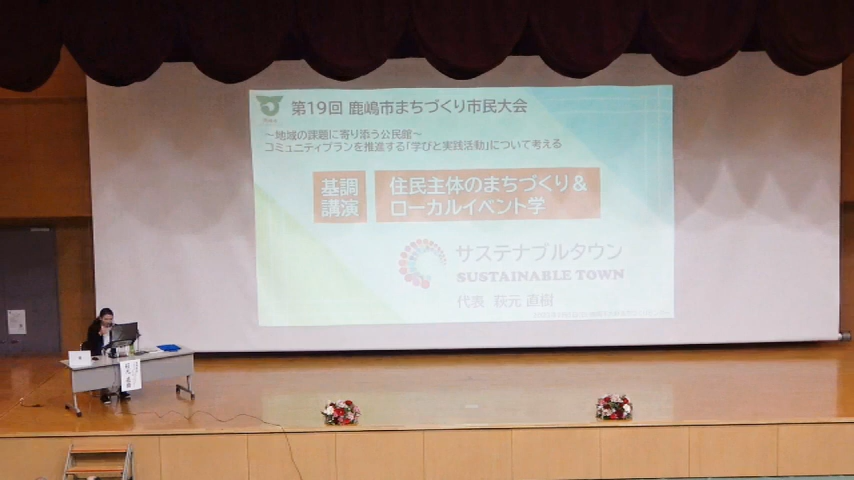 第19回 鹿嶋市まちづくり市民大会
～地域の課題に寄り添う公民館～
コミュニティプランを推進する「学びと実践活動」について考える
基調
講演
住民主体のまちづくり＆
ローカルイベント学
サステナブルタウン
SUSTAINABLE TOWN
代表 萩元 直樹